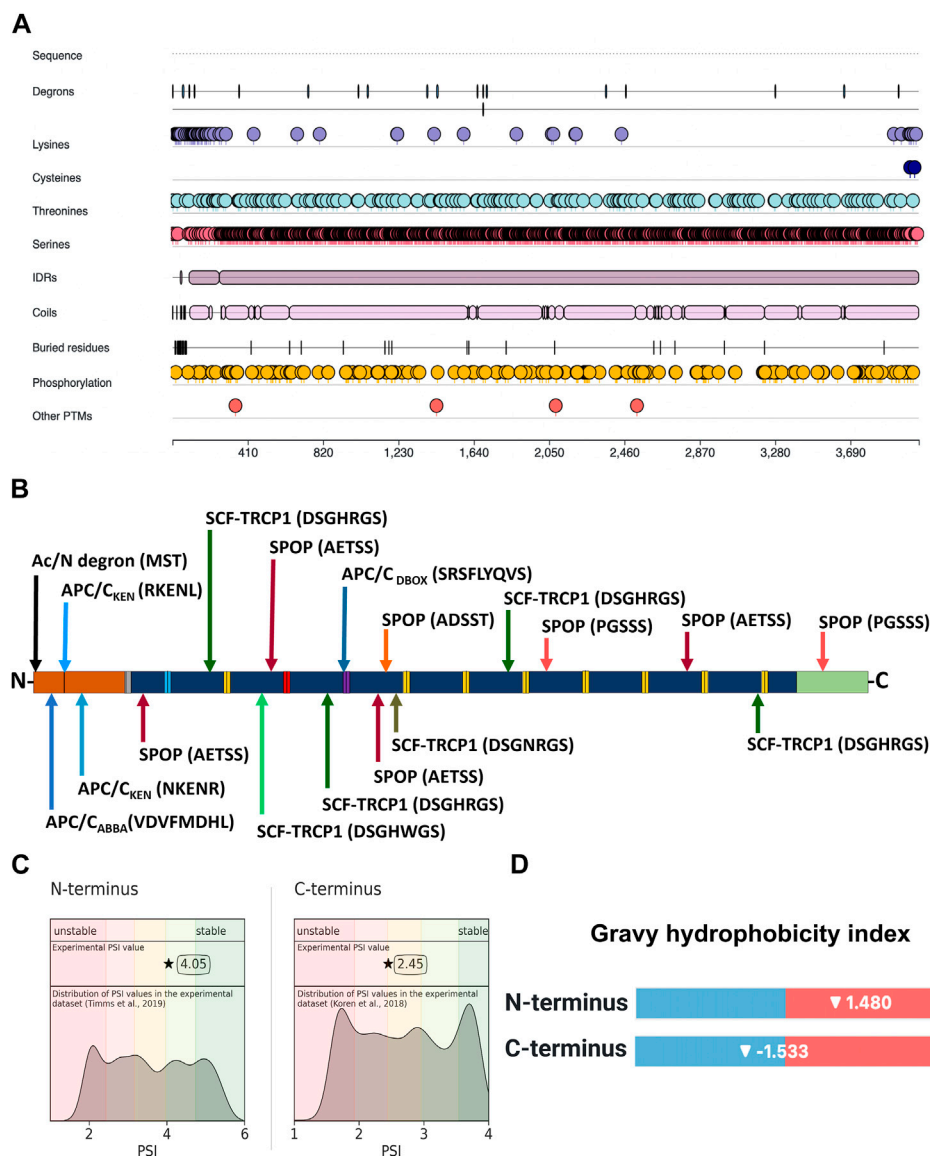 A
Sequence
Degrons
Lysines
Cysteines
Threonines
Serines
IDRs
Coils
Buried residues
Phosphorylation
Other PTMs
410 820 1,230 1,640 2,050 2,460 2,870 3,280 3,690
B
SCF-TRCP1 (DSGHRGS)
Ac/N degron (MST)
SPOP (AETSS)
APC/C DBOX (SRSFLYQVS)
APC/CKEN (RKENL)
SCF-TRCP1 (DSGHRGS)
SPOP (ADSST)
SPOP (PGSSS)
SPOP (AETSS)
SPOP (PGSSS)
N- -C
SPOP (AETSS)
SCF-TRCP1 (DSGNRGS)
SCF-TRCP1 (DSGHRGS)
SPOP (AETSS)
APC/CKEN (NKENR)
SCF-TRCP1 (DSGHRGS)
APC/CABBA(VDVFMDHL)
SCF-TRCP1 (DSGHWGS)
C
N-terminus
unstable stable
Experimental PSI value
★ 4.05
Distribution of PSI values in the experimental
dataset (Timms et al., 2019)
2 4 6
PSI
C-terminus
unstable stable
Experimental PSI value
★ 2.45
Distribution of PSI values in the experimental
dataset (Koren et al., 2018)
1 2 3 4
PSI
D
Gravy hydrophobicity index
N-terminus ▼ 1.480
C-terminus ▼ -1.533